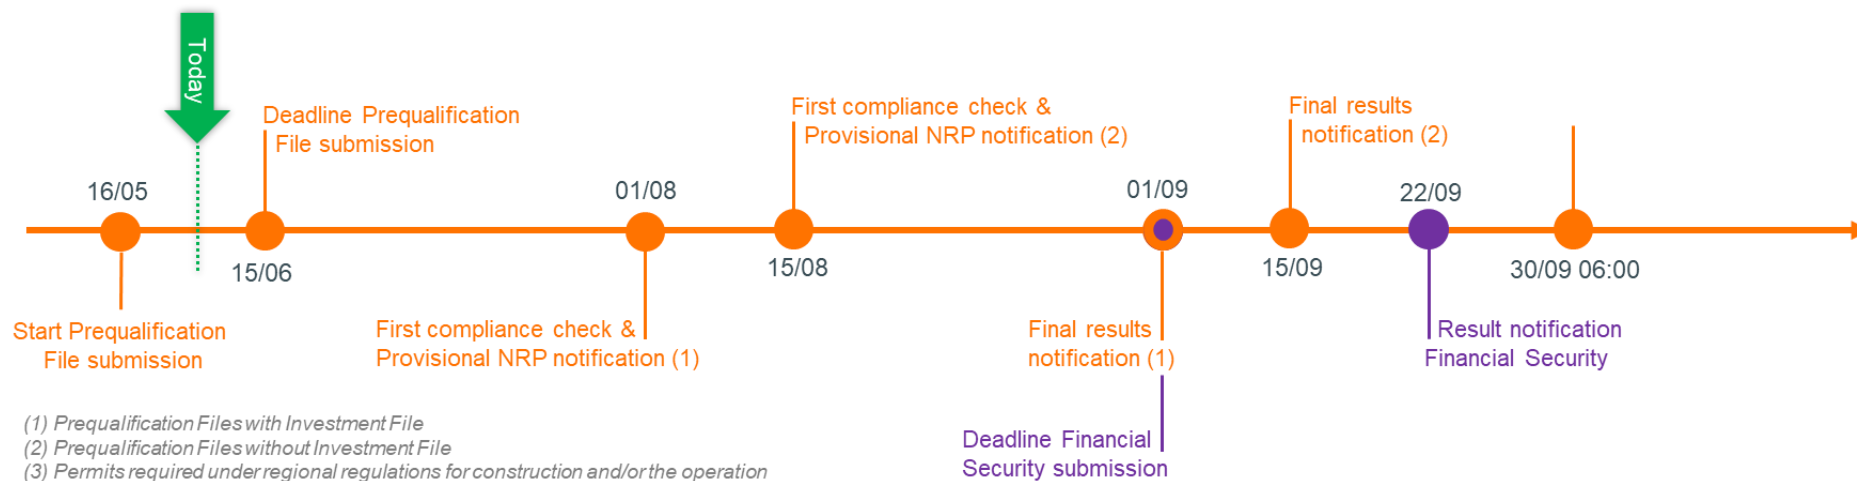 Today
Deadline Prequalification
File submission
First compliance check &
Provisional NRP notification (2)
Final results
notification (2)
16/05
01/08
01/09
22/09
15/06
15/08
15/09
30/09 06:00
Start Prequalification
File submission
First compliance check &
Provisional NRP notification (1)
Final results
notification (1)
Result notification
Financial Security
Deadline Financial
Security submission
(1) Prequalification Files with Investment File
(2) Prequalification Files without Investment File
(3) Permits required under regional regulations for construction and/or the operation